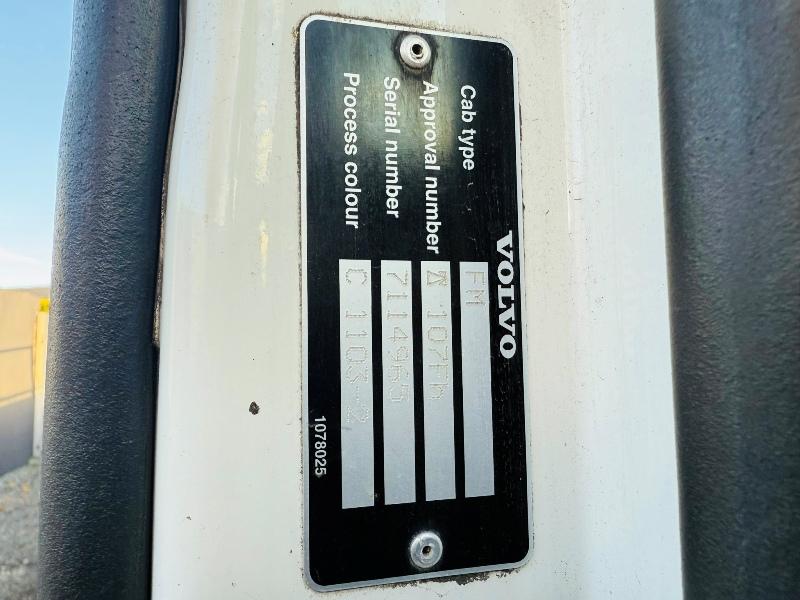 VOLVO
Cab type FM
Approval number 107Fb
Serial number 7114965
Process colour C 1103-2
1078025